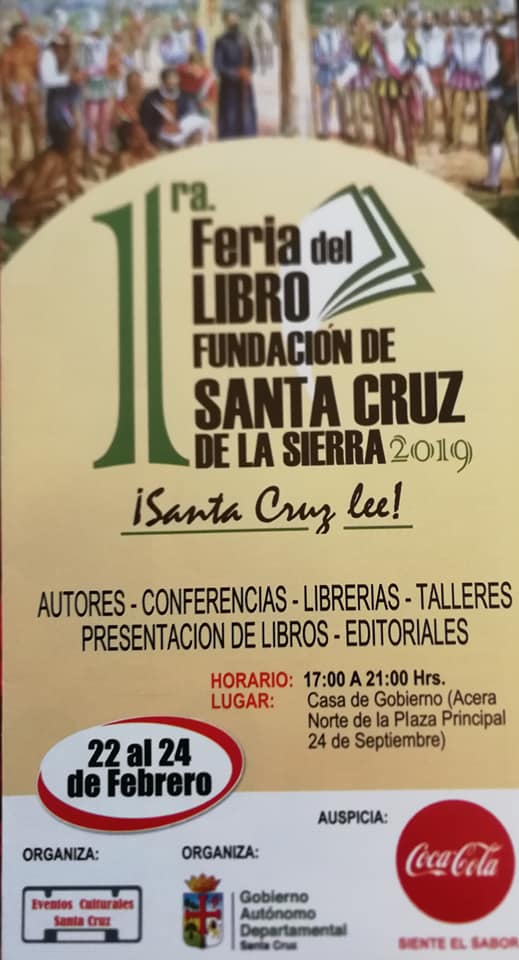 1ra.
Feria del
LIBRO
FUNDACIÓN DE
SANTA CRUZ
DE LA SIERRA 2019
¡Santa Cruz lee!
AUTORES - CONFERENCIAS - LIBRERIAS - TALLERES
PRESENTACION DE LIBROS - EDITORIALES
HORARIO: 17:00 A 21:00 Hrs.
LUGAR: Casa de Gobierno (Acera
Norte de la Plaza Principal
24 de Septiembre)
22 al 24
de Febrero
AUSPICIA:
ORGANIZA:
ORGANIZA:
Coca-Cola
Eventos Culturales
Santa Cruz
Gobierno
Autónomo
Departamental
Santa Cruz
SIENTE EL SABOR